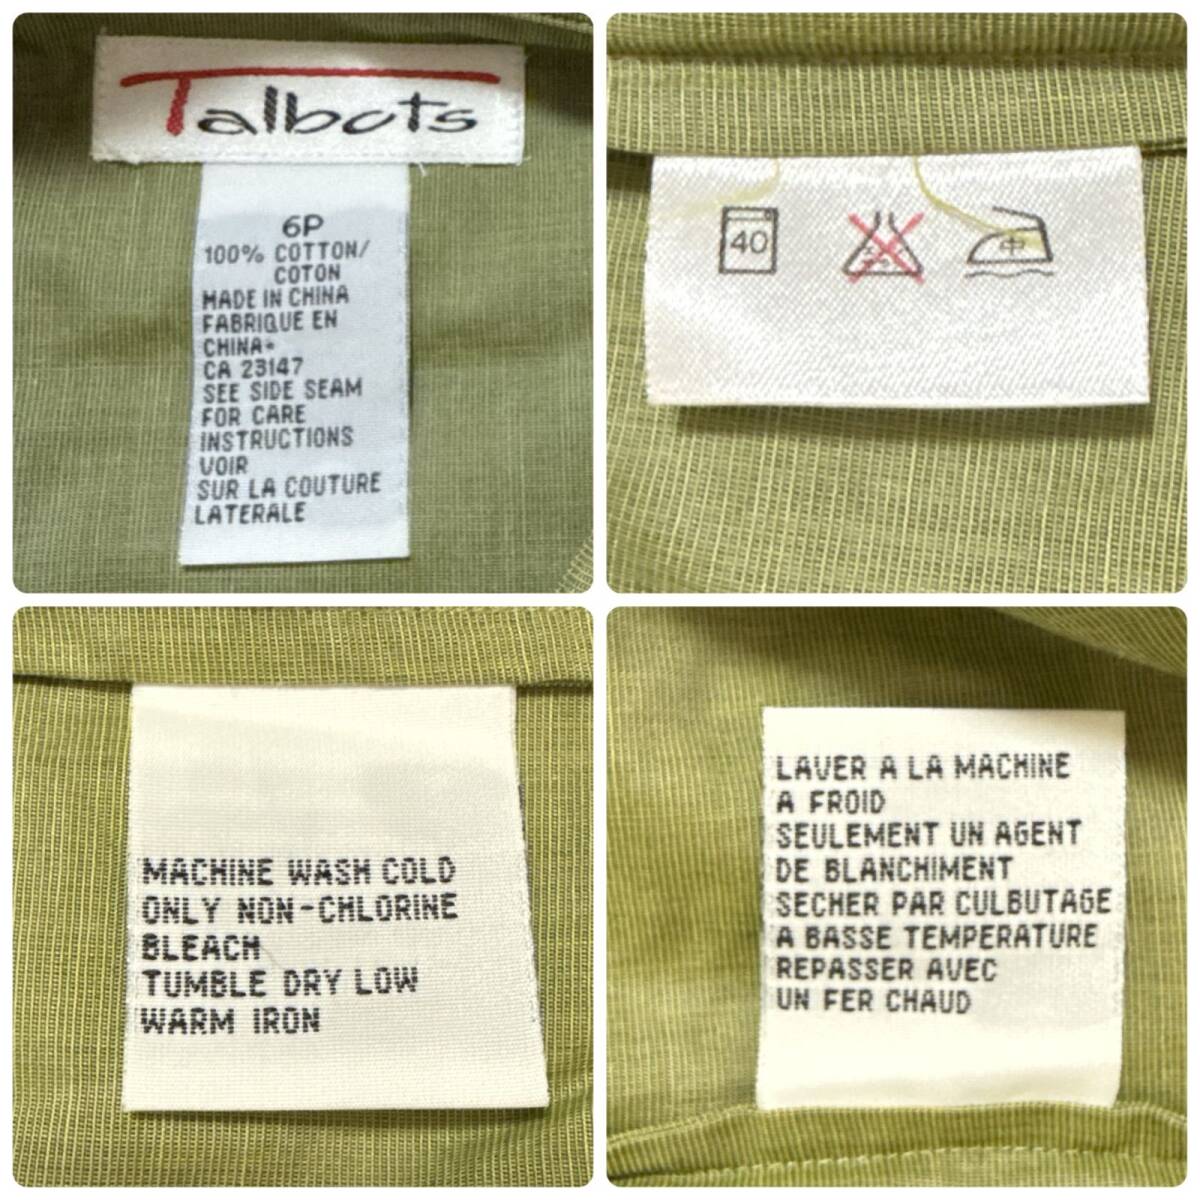 Talbots
6P
100% COTTON/
COTON
MADE IN CHINA
FABRIQUE EN
CHINA*
CA 23147
SEE SIDE SEAM
FOR CARE
INSTRUCTIONS
VOIR
SUR LA COUTURE
LATERALE
40
中
MACHINE WASH COLD
ONLY NON-CHLORINE
BLEACH
TUMBLE DRY LOW
WARM IRON
LAVER A LA MACHINE
A FROID
SEULEMENT UN AGENT
DE BLANCHIMENT
SECHER PAR CULBUTAGE
A BASSE TEMPERATURE
REPASSER AVEC
UN FER CHAUD